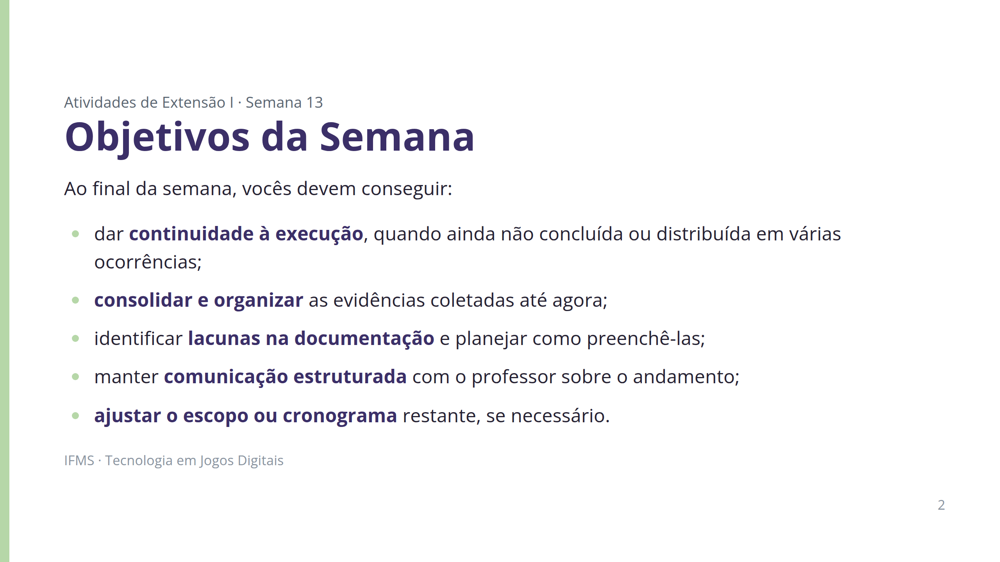 Atividades de Extensão I · Semana 13
Objetivos da Semana
Ao final da semana, vocês devem conseguir:
dar continuidade à execução, quando ainda não concluída ou distribuída em várias
ocorrências;
consolidar e organizar as evidências coletadas até agora;
identificar lacunas na documentação e planejar como preenchê-las;
manter comunicação estruturada com o professor sobre o andamento;
ajustar o escopo ou cronograma restante, se necessário.
IFMS · Tecnologia em Jogos Digitais
2